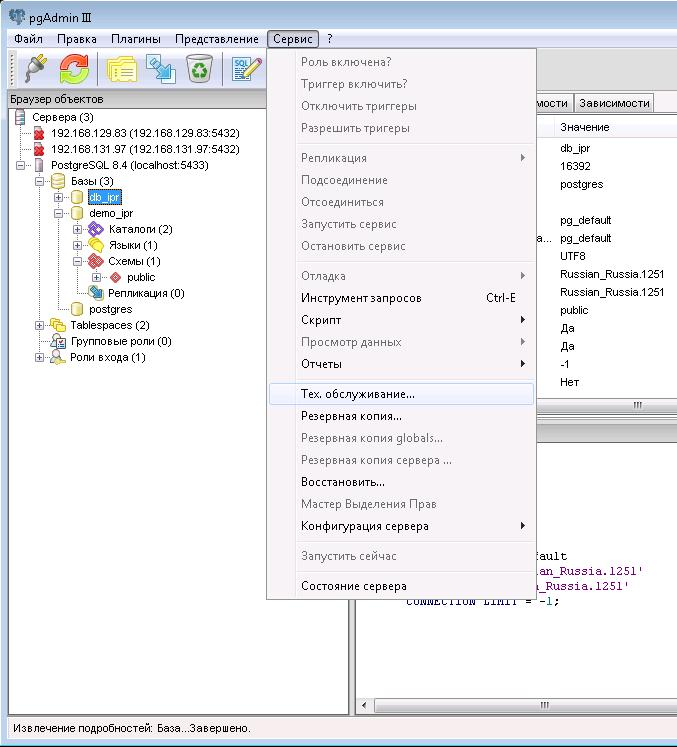 pgAdmin III
Файл Правка Плагины Представление Сервис ?
SQL
Браузер объектов
Сервера (3)
192.168.129.83 (192.168.129.83:5432)
192.168.131.97 (192.168.131.97:5432)
PostgreSQL 8.4 (localhost:5433)
Базы (3)
db_ipr
demo_ipr
Каталоги (2)
Языки (1)
Схемы (1)
public
Репликация (0)
postgres
Tablespaces (2)
Групповые роли (0)
Роли входа (1)
Роль включена?
Триггер включить?
Отключить триггеры
Разрешить тригеры
Репликация
Подсоединение
Отсоединиться
Запустить сервис
Остановить сервис
Отладка
Инструмент запросов Ctrl-E
Скрипт
Просмотр данных
Отчеты
Тех. обслуживание...
Резервная копия...
Резервная копия globals...
Резервная копия сервера ...
Восстановить...
Мастер Выделения Прав
Конфигурация сервера
Запустить сейчас
Состояние сервера
мости Зависимости
Значение
db_ipr
16392
postgres
pg_default
а... pg_default
UTF8
Russian_Russia.1251
Russian_Russia.1251
public
Да
Да
-1
Нет
fault
an_Russia.1251'
n_Russia.1251'
CONNECTION LIMIT = -1;
Извлечение подробностей: База...Завершено.